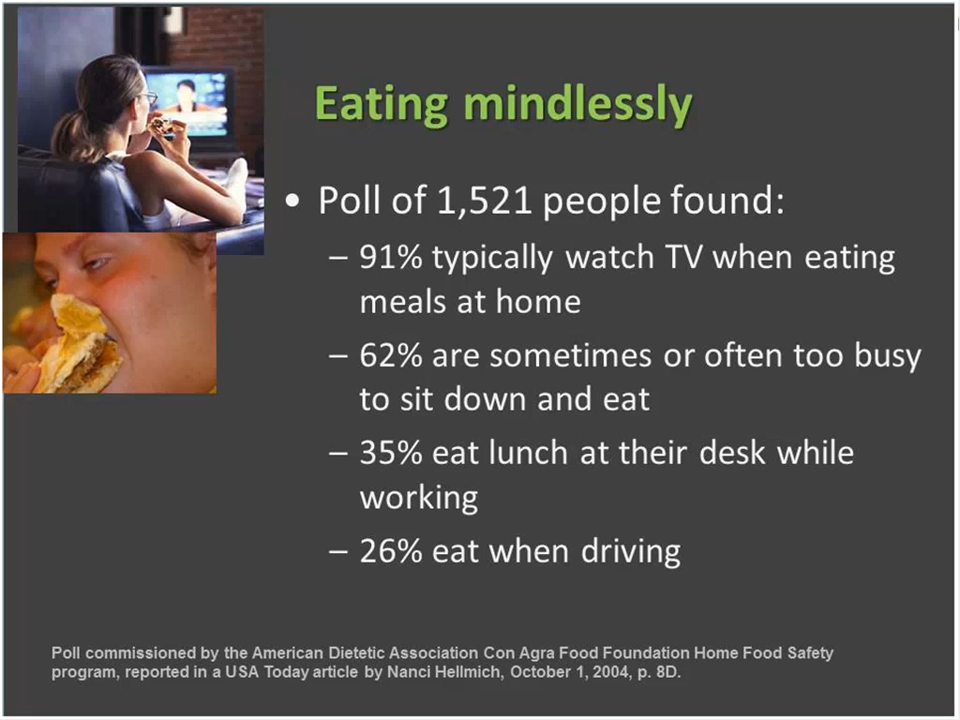 Eating mindlessly
• Poll of 1,521 people found:
– 91% typically watch TV when eating
meals at home
– 62% are sometimes or often too busy
to sit down and eat
– 35% eat lunch at their desk while
working
– 26% eat when driving
Poll commissioned by the American Dietetic Association Con Agra Food Foundation Home Food Safety
program, reported in a USA Today article by Nanci Hellmich, October 1, 2004, p. 8D.